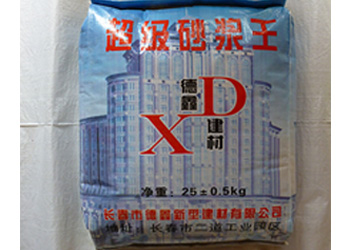 超级砂浆王
德鑫
XD
建材
净重：25±0.5kg
长春市德鑫新型建材有限公司
地址：长春市二道工业园区